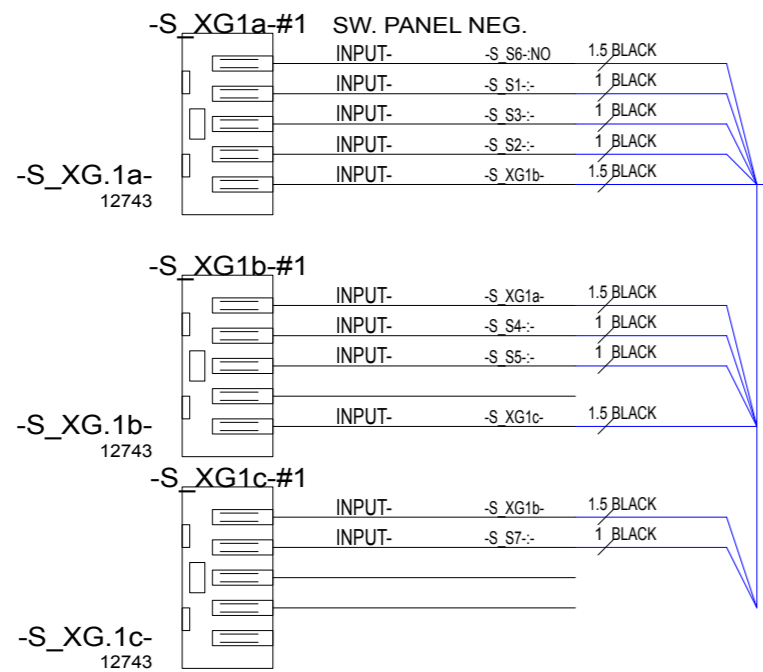 -S_XG1a-#1 SW. PANEL NEG.
INPUT- -S_S6-:NO 1.5 BLACK
INPUT- -S_S1-:- 1 BLACK
INPUT- -S_S3-:- 1 BLACK
INPUT- -S_S2-:- 1 BLACK
INPUT- -S_XG1b- 1.5 BLACK
-S_XG.1a-
12743
-S_XG1b-#1
INPUT- -S_XG1a- 1.5 BLACK
INPUT- -S_S4-:- 1 BLACK
INPUT- -S_S5-:- 1 BLACK
INPUT- -S_XG1c- 1.5 BLACK
-S_XG.1b-
12743
-S_XG1c-#1
INPUT- -S_XG1b- 1.5 BLACK
INPUT- -S_S7-:- 1 BLACK
-S_XG.1c-
12743